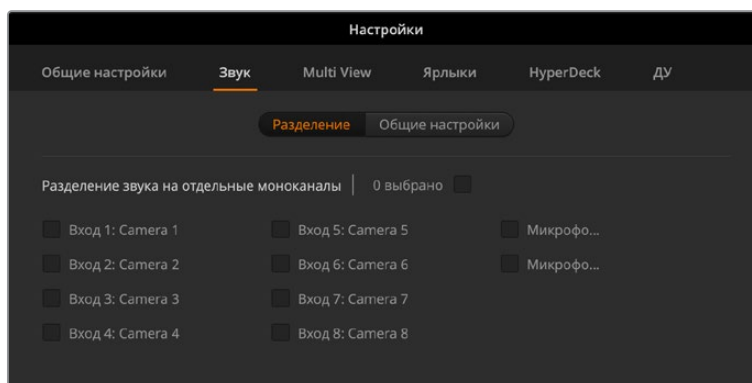 Настройки
Общие настройки Звук Multi View Ярлыки HyperDeck ДУ
Разделение Общие настройки
Разделение звука на отдельные моноканалы 0 выбрано
Вход 1: Camera 1 Вход 5: Camera 5 Микрофо...
Вход 2: Camera 2 Вход 6: Camera 6 Микрофо...
Вход 3: Camera 3 Вход 7: Camera 7
Вход 4: Camera 4 Вход 8: Camera 8